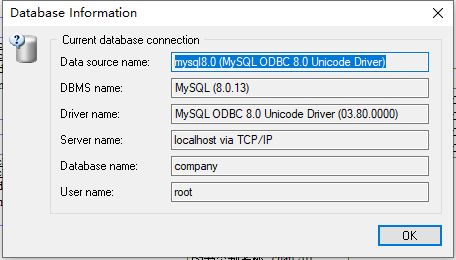 Database Information
Current database connection
Data source name: mysql8.0 (MySQL ODBC 8.0 Unicode Driver)
DBMS name: MySQL (8.0.13)
Driver name: MySQL ODBC 8.0 Unicode Driver (03.80.0000)
Server name: localhost via TCP/IP
Database name: company
User name: root
OK